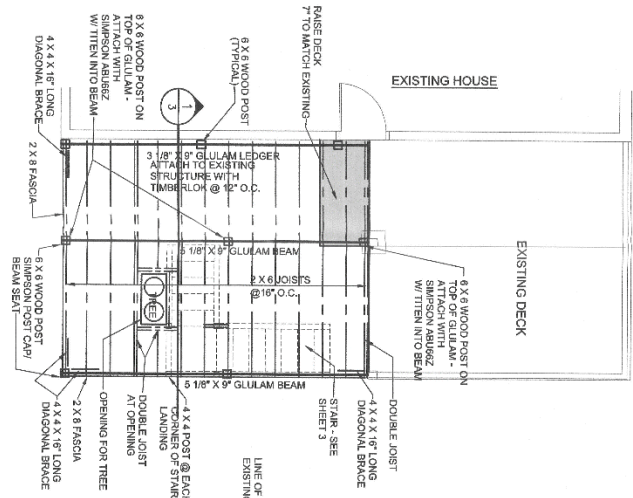 8 X 6 WOOD POST ON
TOP OF GLULAM -
ATTACH WITH
SIMPSON ABU66Z
W/ TITEN INTO BEAM
4 X 4 X 16" LONG
DIAGONAL BRACE
2 X 8 FASCIA
1
3
6 X 6 WOOD POST
(TYPICAL)
RAISE DECK
7" TO MATCH EXISTING
EXISTING HOUSE
3 1/8" X 9" GLULAM LEDGER
ATTACH TO EXISTING
STRUCTURE WITH
TIMBERLOK @ 12" O.C.
5 1/8" X 9" GLULAM BEAM
2 X 6 JOISTS
@16" O.C.
TREE
EXISTING DECK
6 X 6 WOOD POST ON
TOP OF GLULAM -
ATTACH WITH
SIMPSON ABU66Z
W/ TITEN INTO BEAM
6 X 6 WOOD POST
SIMPSON POST CAP/
BEAM SEAT
5 1/8" X 9" GLULAM BEAM
4 X 4 X 16" LONG
DIAGONAL BRACE
2 X 8 FASCIA
OPENING FOR TREE
DOUBLE JOIST
AT OPENING
4 X 4 POST @ EACH
CORNER OF STAIR
LANDING
LINE OF
EXISTIN
STAIR - SEE
SHEET 3
4 X 4 X 16" LONG
DIAGONAL BRACE
DOUBLE JOIST